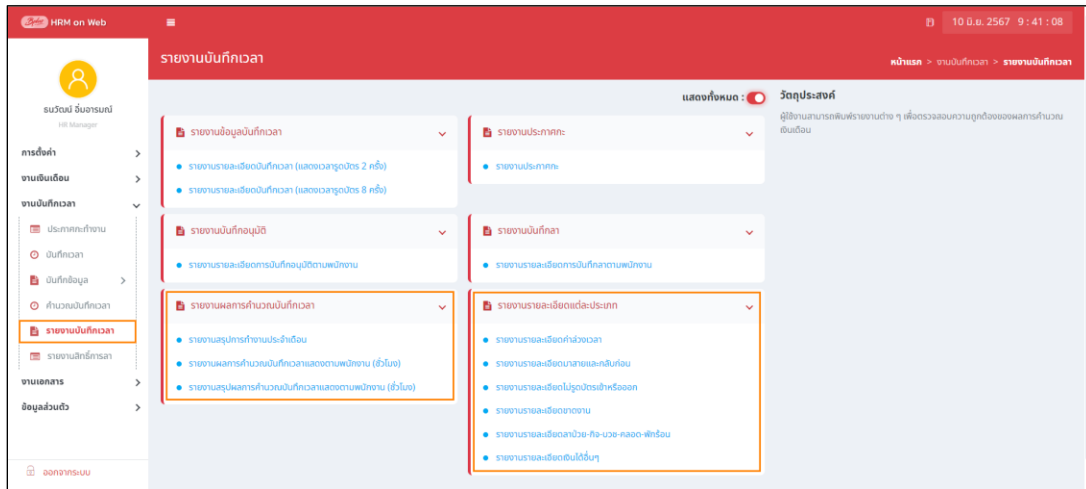 HRM on Web
10 มิ.ย. 2567 9 : 41 : 08
รายงานบันทึกเวลา
หน้าแรก > งานบันทึกเวลา > รายงานบันทึกเวลา
ธนวัฒน์ อิ่มอารมณ์
HR Manager
การตั้งค่า
งานเงินเดือน
งานบันทึกเวลา
ประกาศกะทำงาน
บันทึกเวลา
บันทึกข้อมูล
คำนวณบันทึกเวลา
รายงานบันทึกเวลา
รายงานสิทธิ์การลา
งานเอกสาร
ข้อมูลส่วนตัว
ออกจากระบบ
แสดงทั้งหมด :
รายงานข้อมูลบันทึกเวลา
รายงานรายละเอียดบันทึกเวลา (แสดงเวลารูดบัตร 2 ครั้ง)
รายงานรายละเอียดบันทึกเวลา (แสดงเวลารูดบัตร 8 ครั้ง)
รายงานประกาศกะ
รายงานประกาศกะ
รายงานบันทึกอนุมัติ
รายงานรายละเอียดการบันทึกอนุมัติตามพนักงาน
รายงานบันทึกลา
รายงานรายละเอียดการบันทึกลาตามพนักงาน
รายงานผลการคำนวณบันทึกเวลา
รายงานสรุปการทำงานประจำเดือน
รายงานผลการคำนวณบันทึกเวลาแสดงตามพนักงาน (ชั่วโมง)
รายงานสรุปผลการคำนวณบันทึกเวลาแสดงตามพนักงาน (ชั่วโมง)
รายงานรายละเอียดแต่ละประเภท
รายงานรายละเอียดค่าล่วงเวลา
รายงานรายละเอียดมาสายและกลับก่อน
รายงานรายละเอียดไม่รูดบัตรเข้าหรือออก
รายงานรายละเอียดขาดงาน
รายงานรายละเอียดลาป่วย-กิจ-บวช-คลอด-พักร้อน
รายงานรายละเอียดเงินได้อื่นๆ
วัตถุประสงค์
ผู้ใช้งานสามารถพิมพ์รายงานต่าง ๆ เพื่อตรวจสอบความถูกต้องของผลการคำนวณ
เงินเดือน